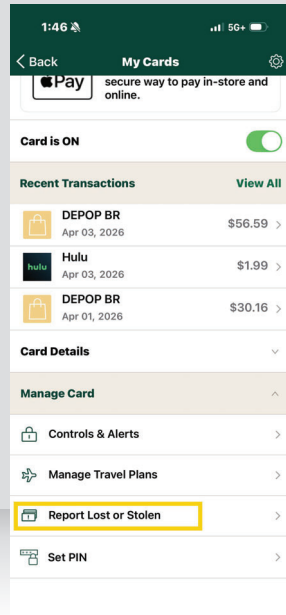 1:46 5G+
Back My Cards
Pay secure way to pay in-store and
online.
Card is ON
Recent Transactions View All
DEPOP BR $56.59
Apr 03, 2026
hulu Hulu $1.99
Apr 03, 2026
DEPOP BR $30.16
Apr 01, 2026
Card Details
Manage Card
Controls & Alerts
Manage Travel Plans
Report Lost or Stolen
Set PIN